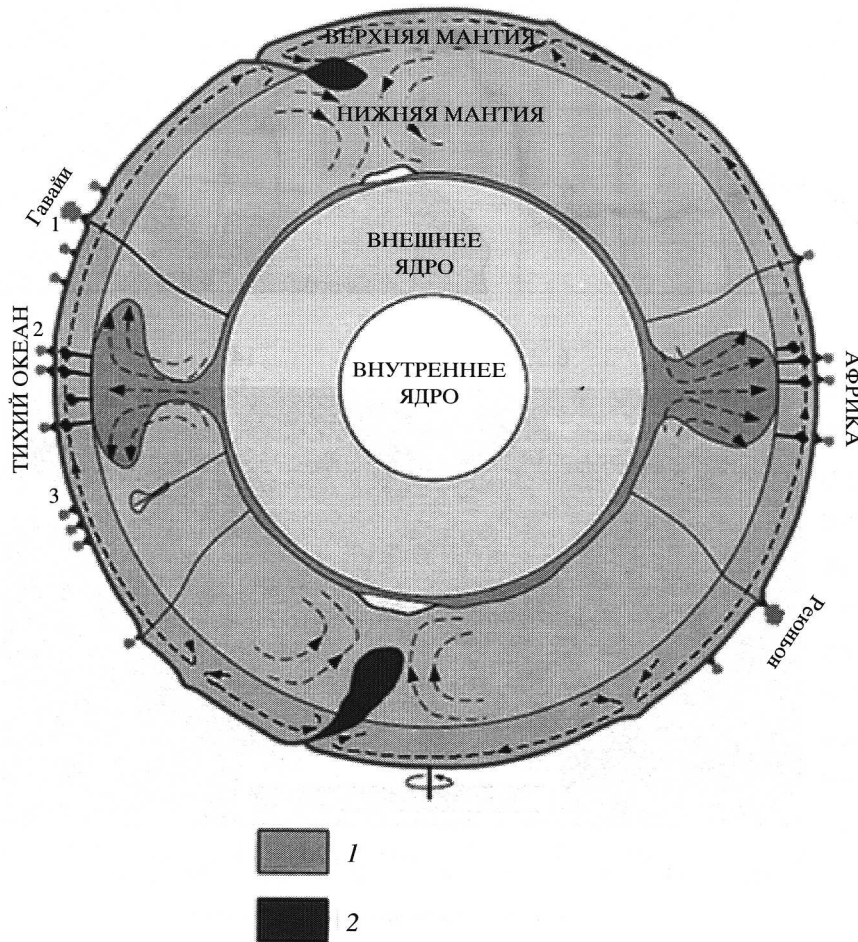 ВЕРХНЯЯ МАНТИЯ
НИЖНЯЯ МАНТИЯ
Гавайи
1
ВНЕШНЕЕ
ЯДРО
ТИХИЙ ОКЕАН
2
ВНУТРЕННЕЕ
ЯДРО
АФРИКА
3
Реюньон
1
2